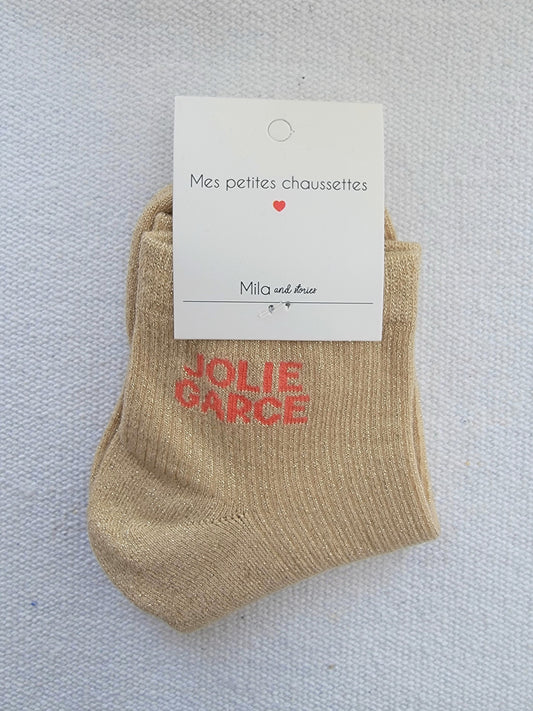 Mes petites chaussettes
Mila and stories
JOLIE
GARCE